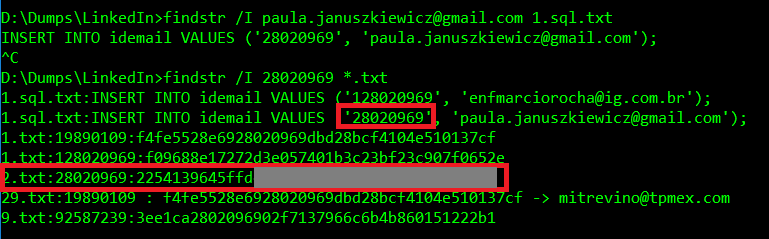 D:\Dumps\LinkedIn>findstr /I paula.januszkiewicz@gmail.com 1.sql.txt
INSERT INTO idemail VALUES ('28020969', 'paula.januszkiewicz@gmail.com');
^C
D:\Dumps\LinkedIn>findstr /I 28020969 *.txt
1.sql.txt:INSERT INTO idemail VALUES ('128020969', 'enfmarciorocha@ig.com.br');
1.sql.txt:INSERT INTO idemail VALUES ('28020969', 'paula.januszkiewicz@gmail.com');
1.txt:19890109:f4fe5528e6928020969dbd28bcf4104e510137cf
1.txt:128020969:f09688e17272d3e057401b3c23bf23c907f0652e
2.txt:28020969:2254139645ffd
29.txt:19890109 : f4fe5528e6928020969dbd28bcf4104e510137cf -> mitrevino@tpmex.com
9.txt:92587239:3ee1ca2802096902f7137966c6b4b860151222b1